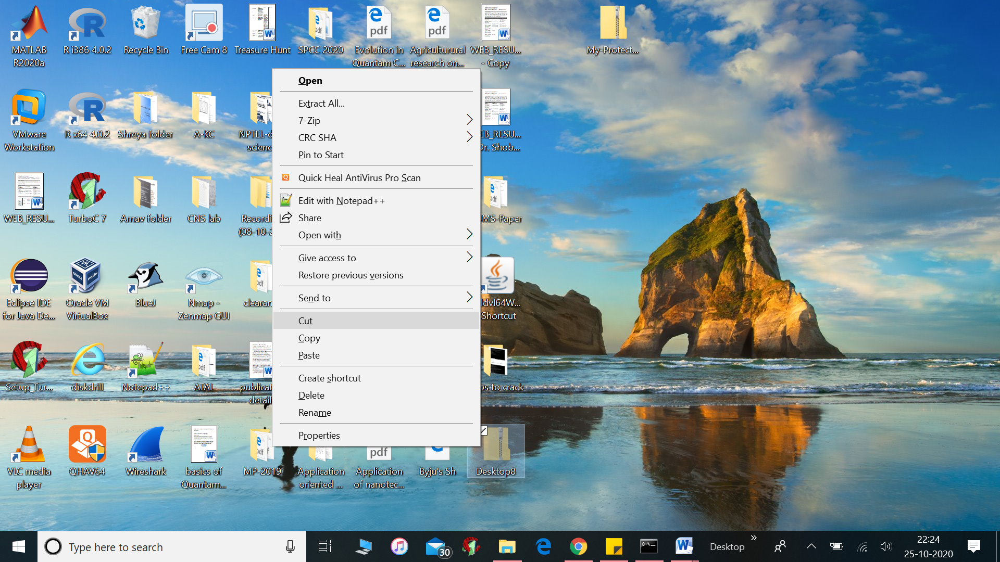 MATLAB
R2020a
R i386 4.0.2
Recycle Bin
Free Cam 8
Treasure Hunt
SPCC 2020
pdf
Evolution in
Quantam C...
pdf
Agriculturural
research on...
WEB_RESU...
- Copy
My-Protect...
VMware
Workstation
R x64 4.0.2
Shreya folder
A-KC
NPTEL-d
scienc
EB_RESU...
Dr. Shob...
WEB_RESU...
TurboC 7
Arnav folder
CNS lab
Recordi
(08-10-2
MS-Paper
Eclipse IDE
for Java De...
Oracle VM
VirtualBox
BlueJ
Nmap -
Zenmap GUI
clearan
ldvl64W...
Shortcut
Setup_Tur...
diskdrill
Notepad++
ATAL
publicat
detail
ps to crack
VLC media
player
QHAV64
Wireshark
basics of
Quantam...
MP-2019
Application
oriented ...
pdf
Application
of nanotec...
Byju's Sh
Desktop8
Open
Extract All...
7-Zip
CRC SHA
Pin to Start
Quick Heal AntiVirus Pro Scan
Edit with Notepad++
Share
Open with
Give access to
Restore previous versions
Send to
Cut
Copy
Paste
Create shortcut
Delete
Rename
Properties
Type here to search
30
Desktop
22:24
25-10-2020